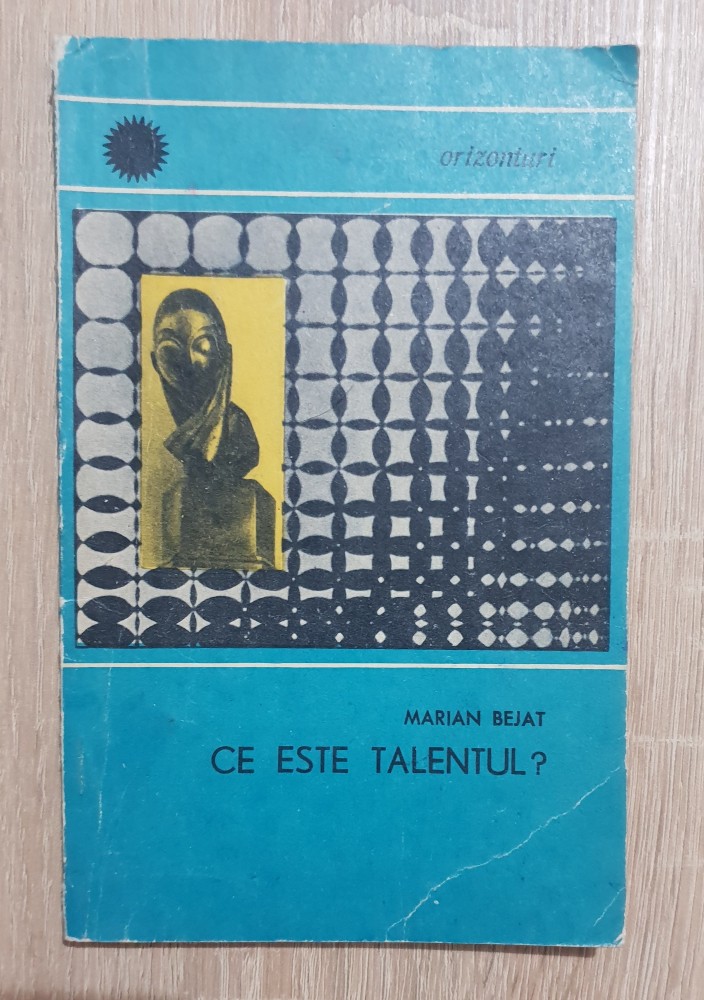 orizonturi
MARIAN BEJAT
CE ESTE TALENTUL?